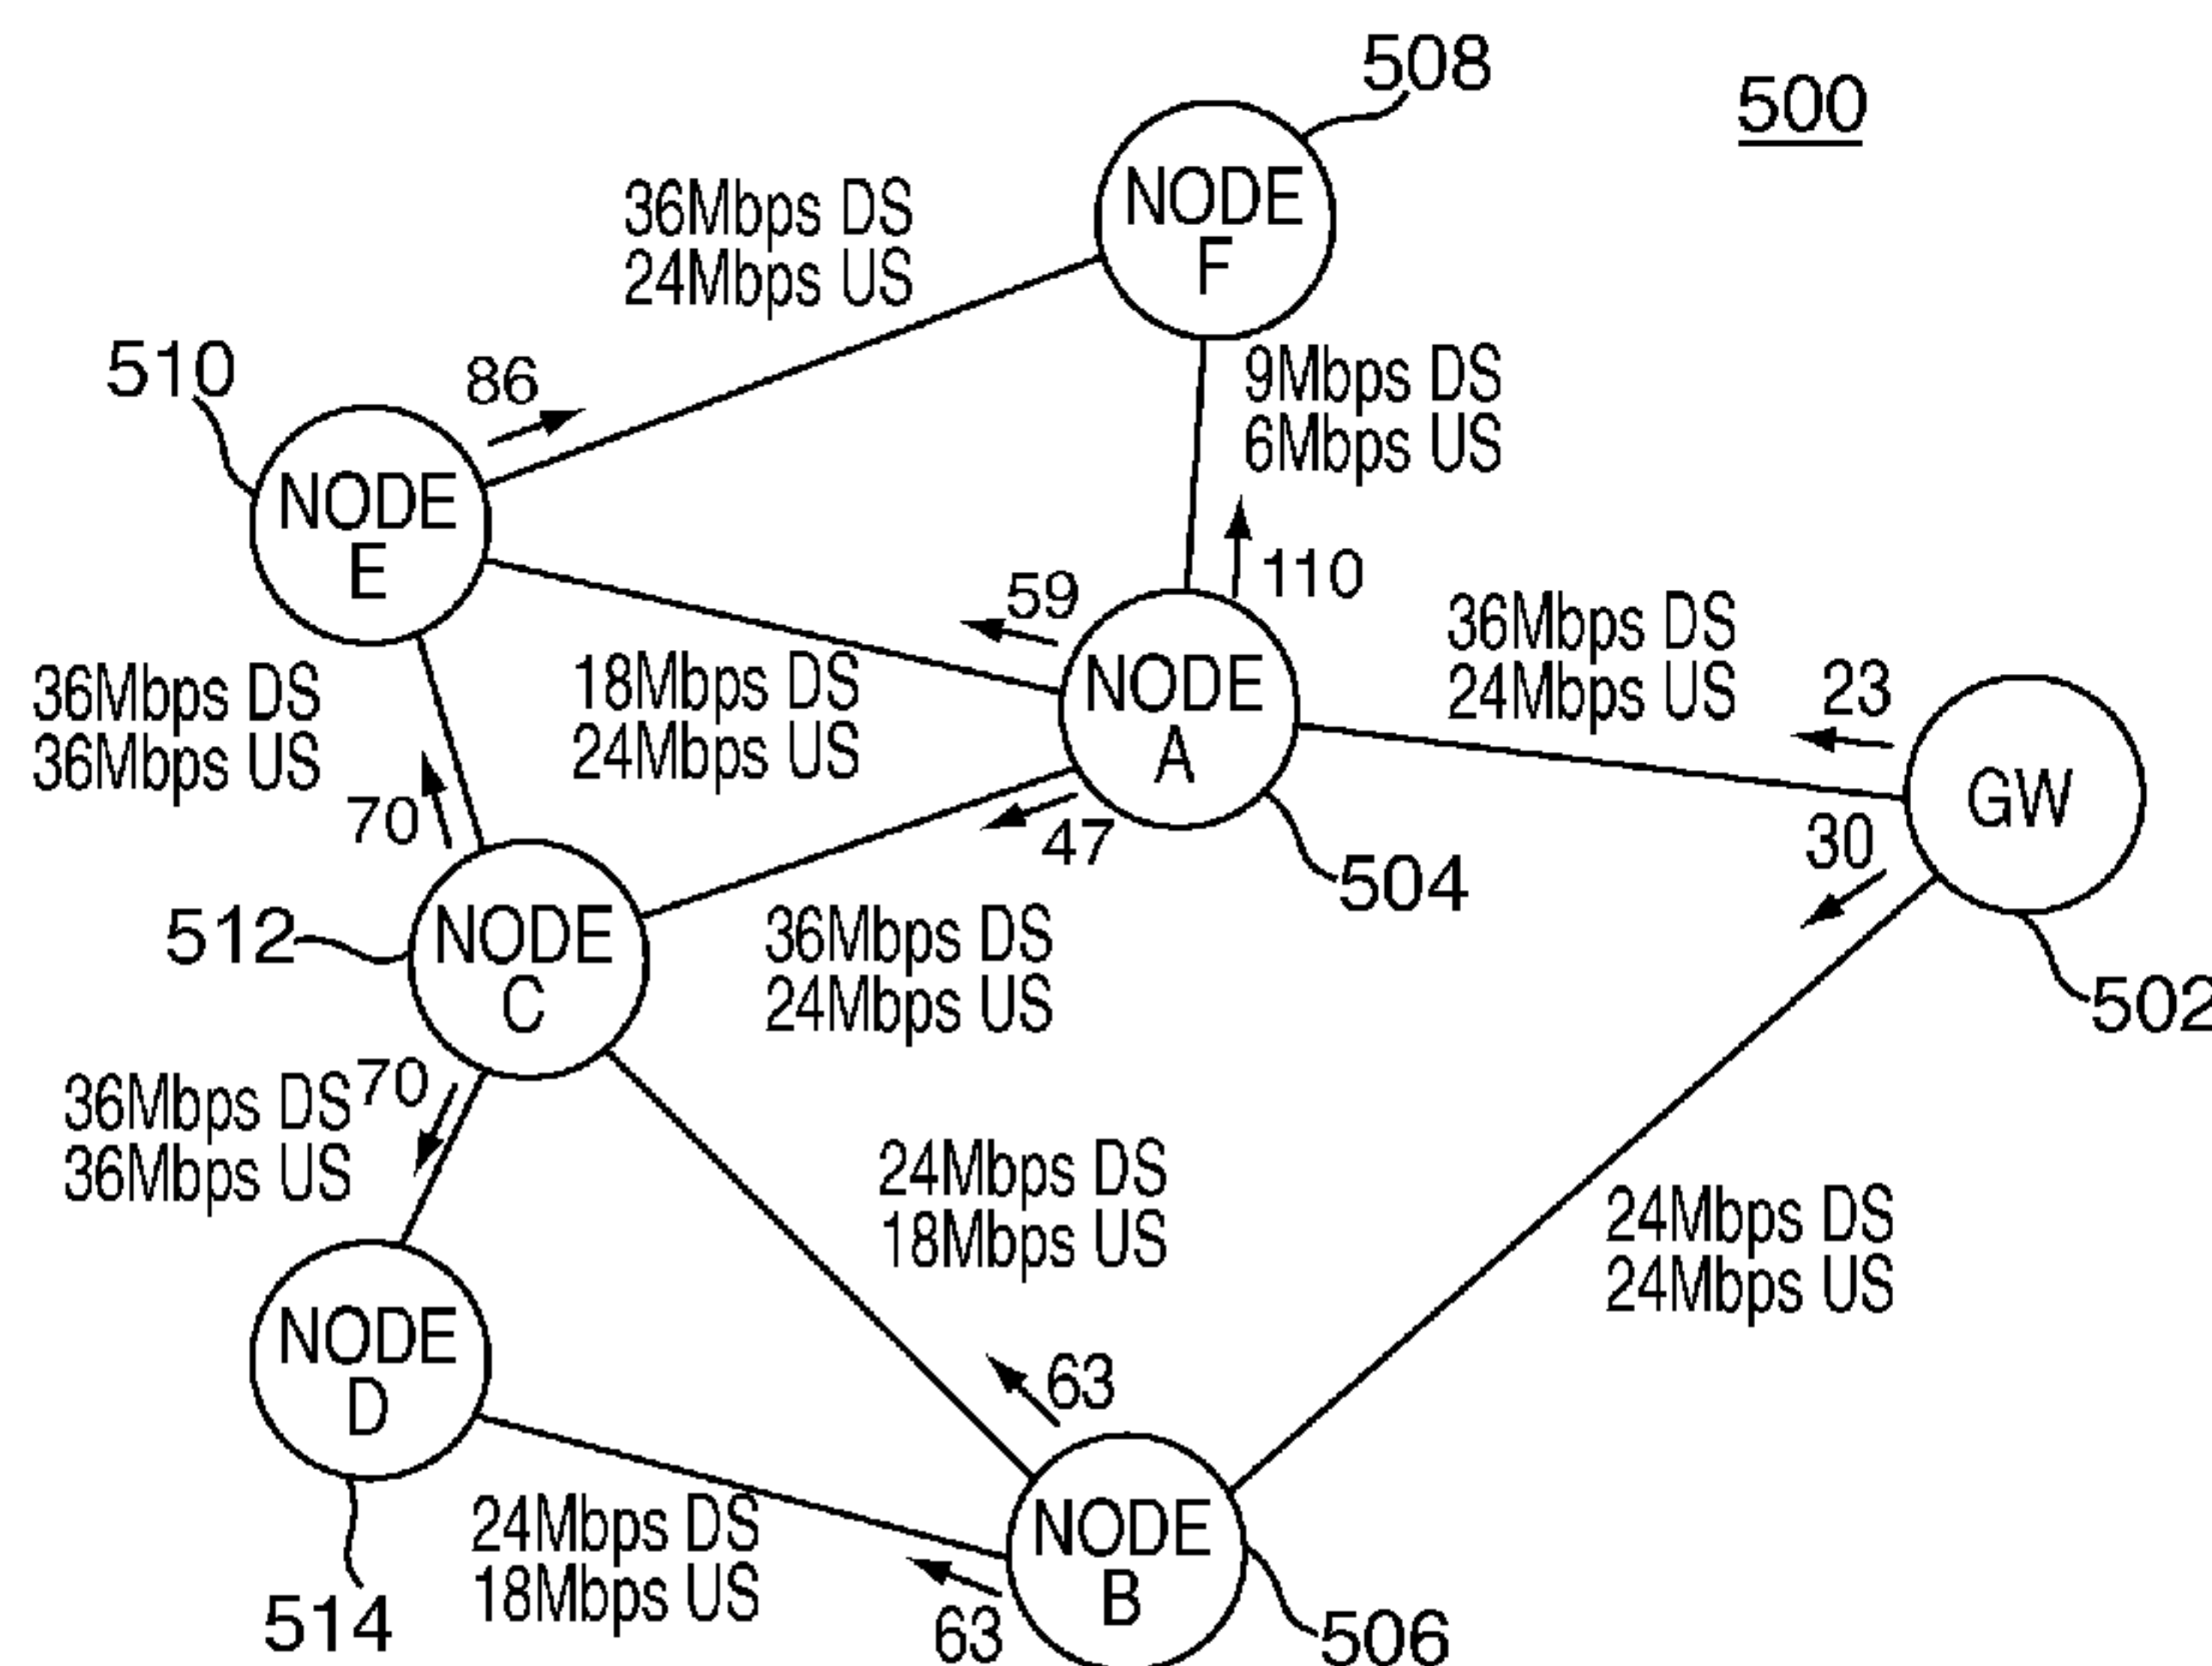 508
500
NODE
F
36Mbps DS
24Mbps US
510
86
9Mbps DS
6Mbps US
NODE
E
59
110
36Mbps DS
24Mbps US
23
36Mbps DS
36Mbps US
18Mbps DS
24Mbps US
NODE
A
GW
70
47
30
504
512
NODE
C
36Mbps DS
24Mbps US
502
70
36Mbps DS
36Mbps US
24Mbps DS
18Mbps US
24Mbps DS
24Mbps US
NODE
D
63
24Mbps DS
18Mbps US
NODE
B
514
63
506